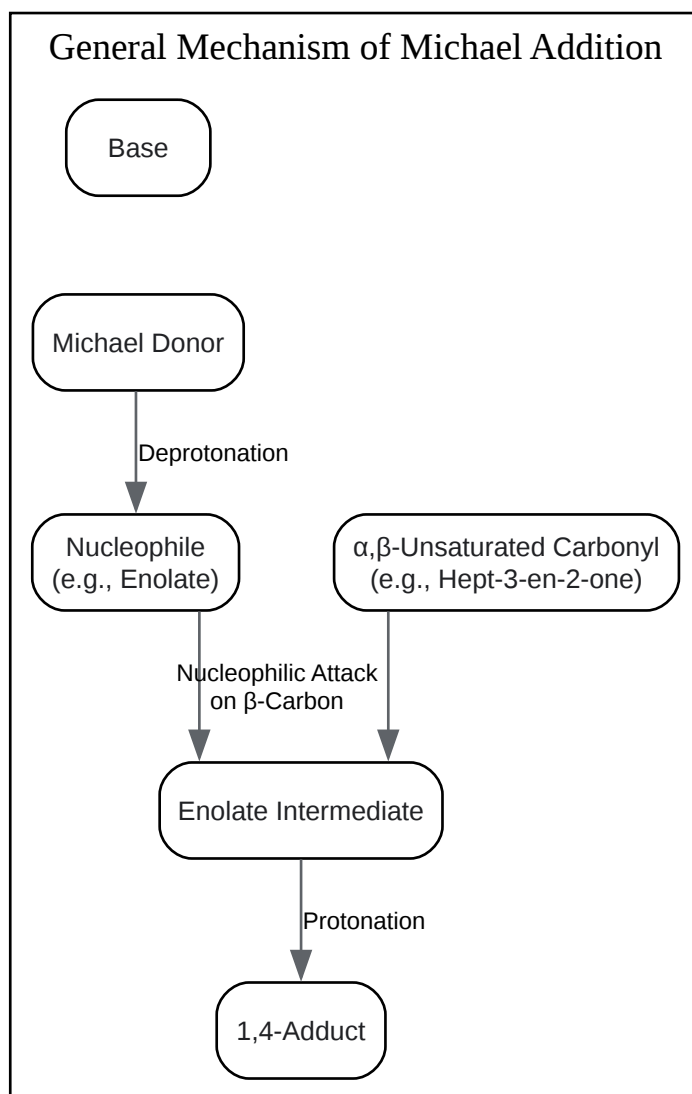 General Mechanism of Michael Addition
Base
Michael Donor
Deprotonation
Nucleophile
(e.g., Enolate)
α,β-Unsaturated Carbonyl
(e.g., Hept-3-en-2-one)
Nucleophilic Attack
on β-Carbon
Enolate Intermediate
Protonation
1,4-Adduct